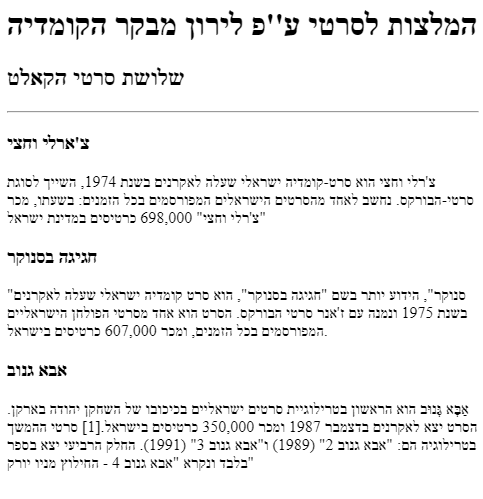 המלצות לסרטי ע''פ לירון מבקר הקומדיה
שלושת סרטי הקאלט
צ'ארלי וחצי
צ'רלי וחצי הוא סרט-קומדיה ישראלי שעלה לאקרנים בשנת 1974, השייך לסוגת
סרטי-הבורקס. נחשב לאחד מהסרטים הישראלים המפורסמים בכל הזמנים: בשעתו, מכר
"צ'רלי וחצי" 698,000 כרטיסים במדינת ישראל
חגיגה בסנוקר
סנוקר", הידוע יותר בשם "חגיגה בסנוקר", הוא סרט קומדיה ישראלי שעלה לאקרנים"
בשנת 1975 ונמנה עם ז'אנר סרטי הבורקס. הסרט הוא אחד מסרטי הפולחן הישראליים
.המפורסמים בכל הזמנים, ומכר 607,000 כרטיסים בישראל
אבא גנוב
.אַבָּא גָּנוּב הוא הראשון בטרילוגיית סרטים ישראליים בכיכובו של השחקן יהודה בארקן
הסרט יצא לאקרנים בדצמבר 1987 ומכר 350,000 כרטיסים בישראל.[1] סרטי ההמשך
בטרילוגיה הם: "אבא גנוב 2" (1989) ו"אבא גנוב 3" (1991). החלק הרביעי יצא בספר
"בלבד ונקרא "אבא גנוב 4 - החילוץ מניו יורק